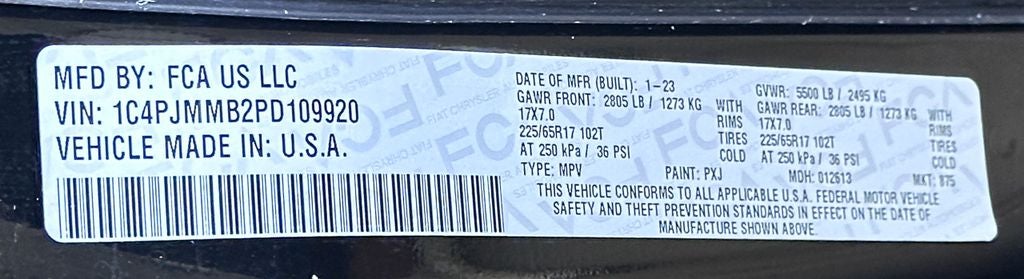 MFD BY: FCA US LLC
VIN: 1C4PJMMB2PD109920
VEHICLE MADE IN: U.S.A.
DATE OF MFR (BUILT): 1-23 GVWR: 5500 LB / 2495 KG
GAWR FRONT: 2805 LB / 1273 KG WITH GAWR REAR: 2805 LB / 1273 KG WITH
17X7.0 RIMS 17X7.0 RIMS
225/65R17 102T TIRES 225/65R17 102T TIRES
AT 250 kPa / 36 PSI COLD AT 250 kPa / 36 PSI COLD
TYPE: MPV PAINT: PXJ MDH: 012613 MKT: 875
THIS VEHICLE CONFORMS TO ALL APPLICABLE U.S.A. FEDERAL MOTOR VEHICLE
SAFETY AND THEFT PREVENTION STANDARDS IN EFFECT ON THE DATE OF
MANUFACTURE SHOWN ABOVE.